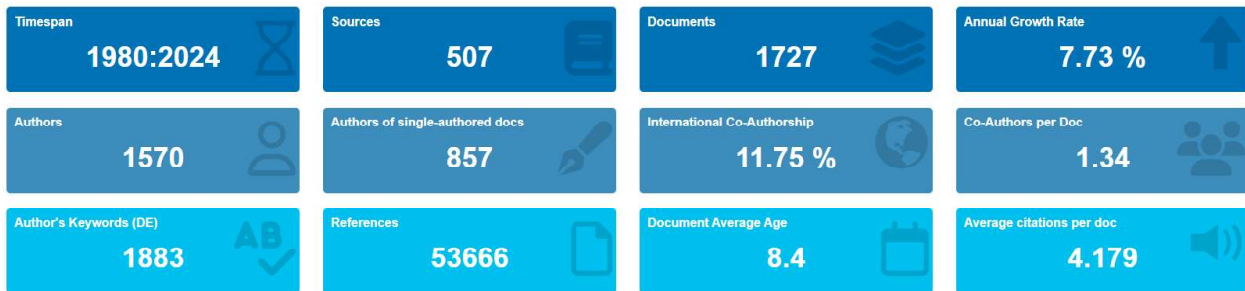 Timespan
1980:2024
Sources
507
Documents
1727
Annual Growth Rate
7.73 %
Authors
1570
Authors of single-authored docs
857
International Co-Authorship
11.75 %
Co-Authors per Doc
1.34
Author's Keywords (DE)
1883
AB
References
53666
Document Average Age
8.4
Average citations per doc
4.179